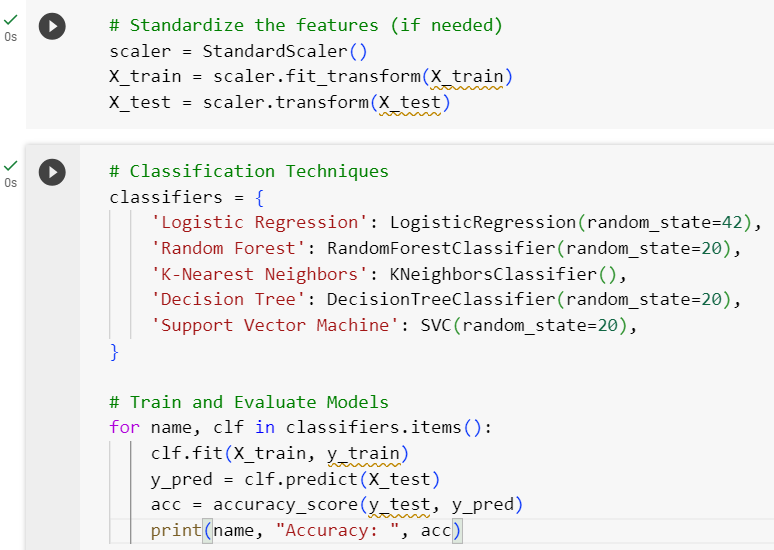 0s
# Standardize the features (if needed)
scaler = StandardScaler()
X_train = scaler.fit_transform(X_train)
X_test = scaler.transform(X_test)
0s
# Classification Techniques
classifiers = {
    'Logistic Regression': LogisticRegression(random_state=42),
    'Random Forest': RandomForestClassifier(random_state=20),
    'K-Nearest Neighbors': KNeighborsClassifier(),
    'Decision Tree': DecisionTreeClassifier(random_state=20),
    'Support Vector Machine': SVC(random_state=20),
}
# Train and Evaluate Models
for name, clf in classifiers.items():
    clf.fit(X_train, y_train)
    y_pred = clf.predict(X_test)
    acc = accuracy_score(y_test, y_pred)
    print(name, "Accuracy: ", acc)